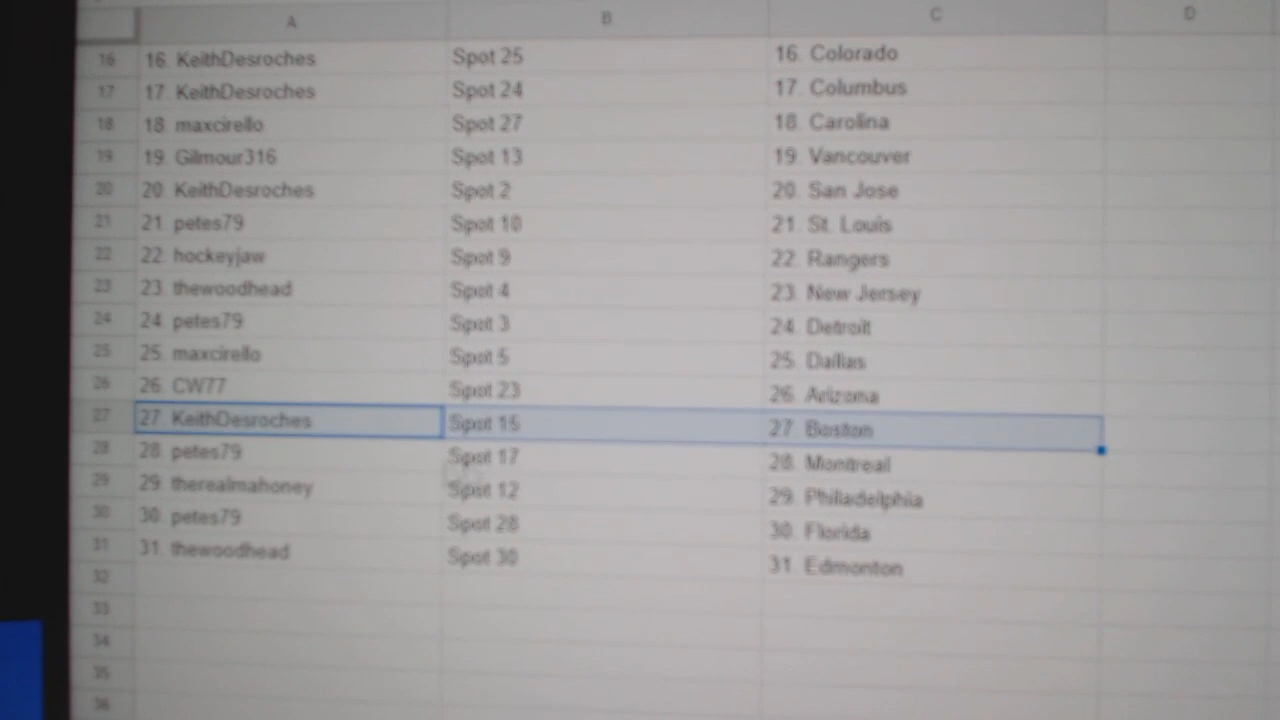 A B C D
16 16. KeithDesroches Spot 25 16. Colorado
17 17. KeithDesroches Spot 24 17. Columbus
18 18. maxcirello Spot 27 18. Carolina
19 19. Gilmour316 Spot 13 19. Vancouver
20 20. KeithDesroches Spot 2 20. San Jose
21 21. petes79 Spot 10 21. St. Louis
22 22. hockeyjaw Spot 9 22. Rangers
23 23. thewoodhead Spot 4 23. New Jersey
24 24. petes79 Spot 3 24. Detroit
25 25. maxcirello Spot 5 25. Dallas
26 26. CW77 Spot 23 26. Arizona
27 27. KeithDesroches Spot 15 27. Boston
28 28. petes79 Spot 17 28. Montreal
29 29. therealmahoney Spot 12 29. Philadelphia
30 30. petes79 Spot 28 30. Florida
31 31. thewoodhead Spot 30 31. Edmonton
32
33
34
35
36